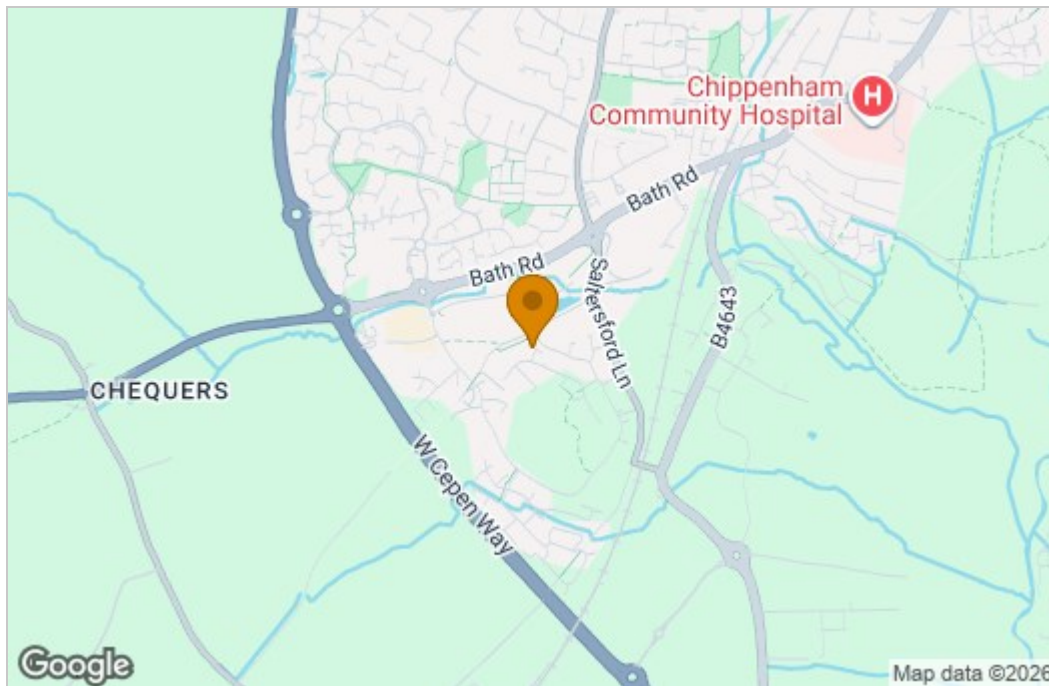 Chippenham
Community Hospital
H
Bath Rd
Bath Rd
Saltersford Ln
B4643
CHEQUERS
W Cepen Way
Google
Map data ©2026